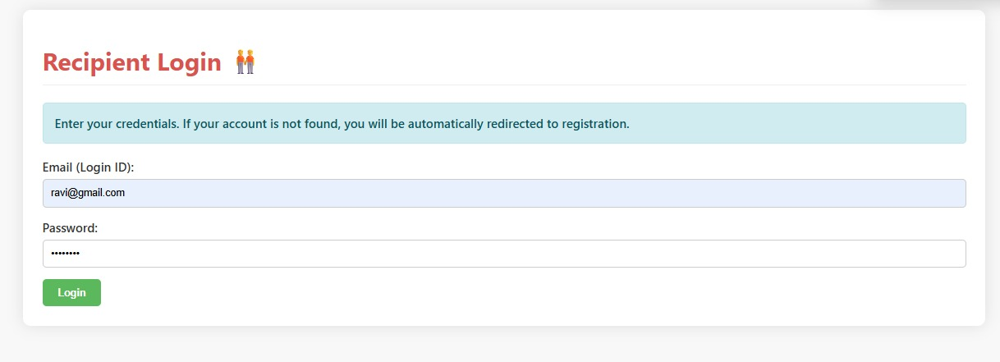 Recipient Login
Enter your credentials. If your account is not found, you will be automatically redirected to registration.
Email (Login ID):
ravi@gmail.com
Password:
••••••••
Login